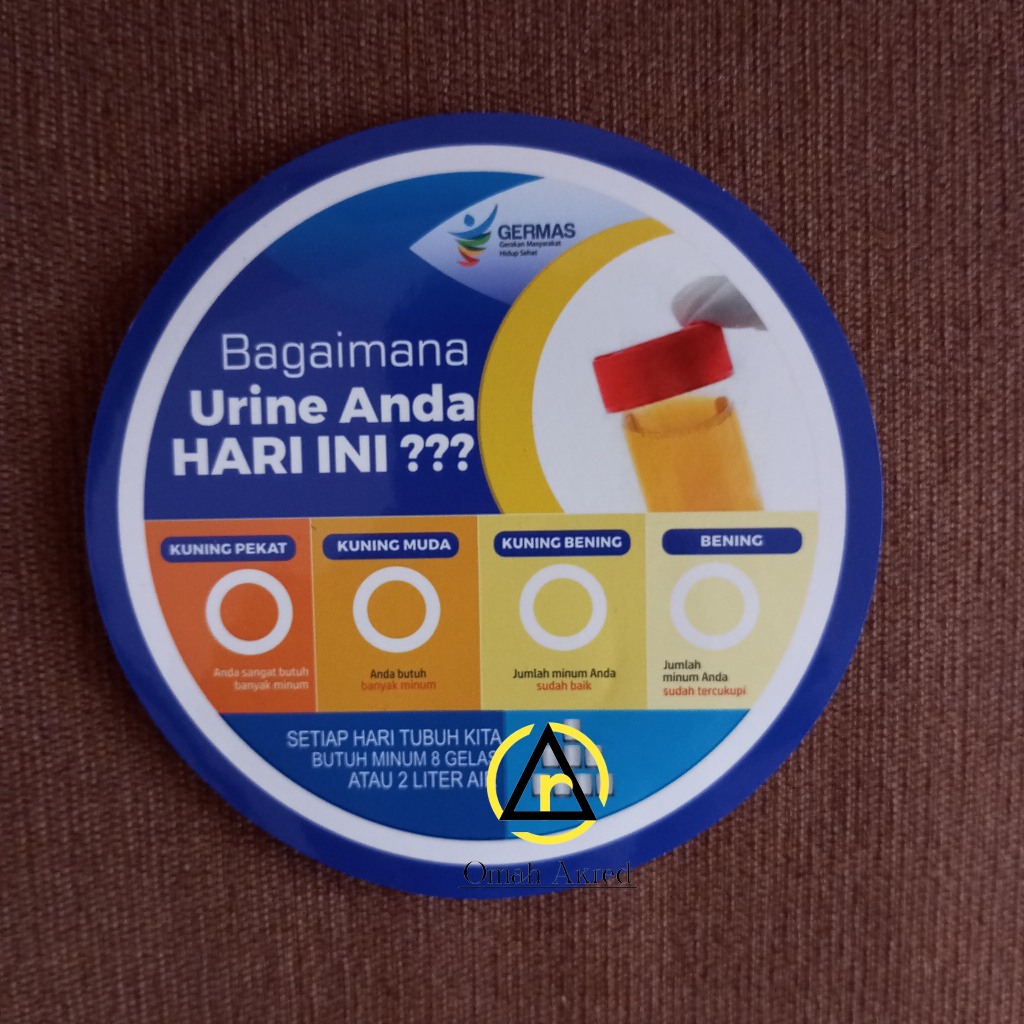 GERMAS
Gerakan Masyarakat
Hidup Sehat
Bagaimana
Urine Anda
HARI INI ???
KUNING PEKAT
KUNING MUDA
KUNING BENING
BENING
Anda sangat butuh
banyak minum
Anda butuh
banyak minum
Jumlah minum Anda
sudah baik
Jumlah
minum Anda
sudah tercukupi
SETIAP HARI TUBUH KITA
BUTUH MINUM 8 GELAS
ATAU 2 LITER AIR
r
Omah Akred